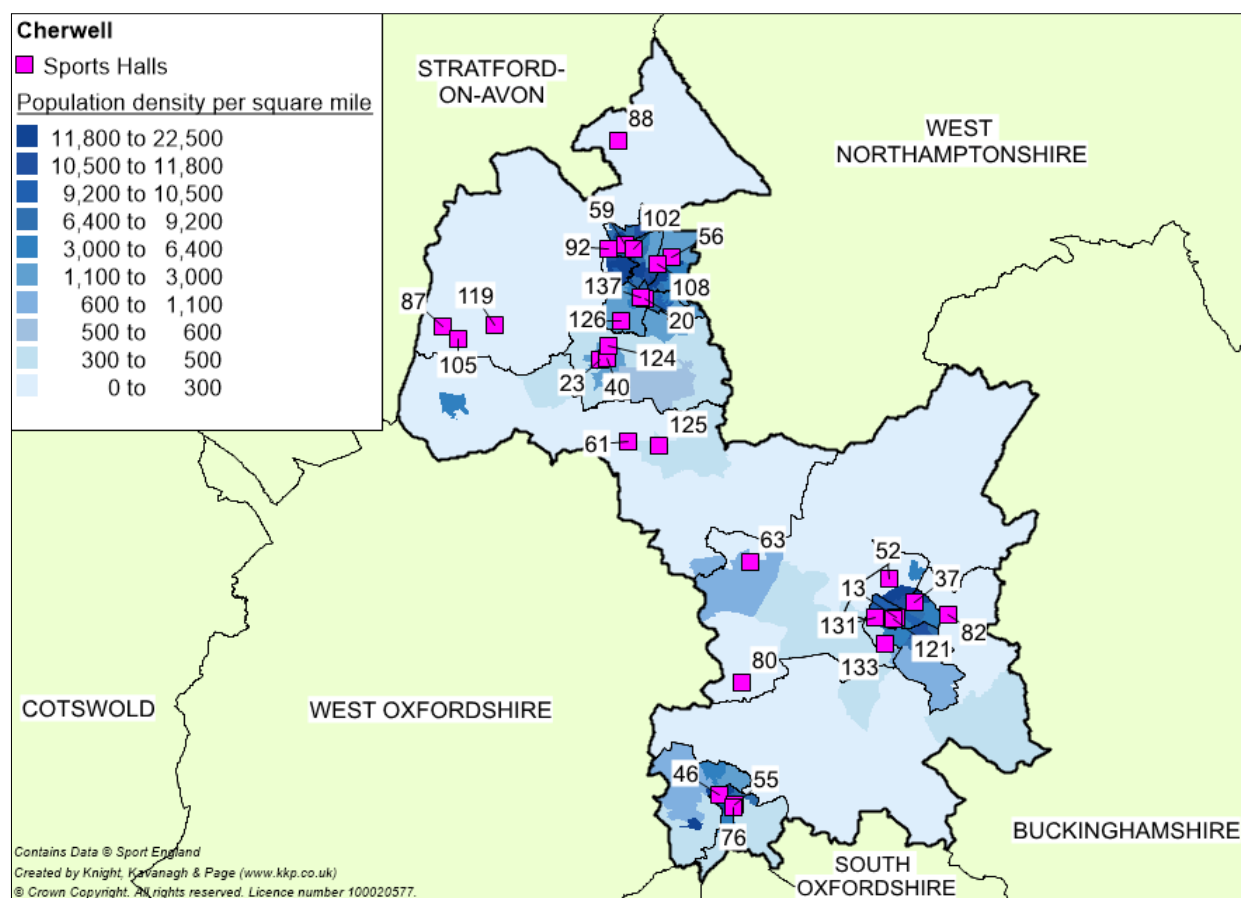 Cherwell
Sports Halls
Population density per square mile
11,800 to 22,500
10,500 to 11,800
9,200 to 10,500
6,400 to 9,200
3,000 to 6,400
1,100 to 3,000
600 to 1,100
500 to 600
300 to 500
0 to 300
STRATFORD-
ON-AVON
88
WEST
NORTHAMPTONSHIRE
59
102
92
56
137
108
87
119
126
20
105
124
23
40
61
125
63
52
13
37
131
82
133
121
80
COTSWOLD
WEST OXFORDSHIRE
46
55
76
BUCKINGHAMSHIRE
SOUTH
OXFORDSHIRE
Contains Data © Sport England
Created by Knight, Kavanagh & Page (www.kkp.co.uk)
© Crown Copyright. All rights reserved. Licence number 100020577.